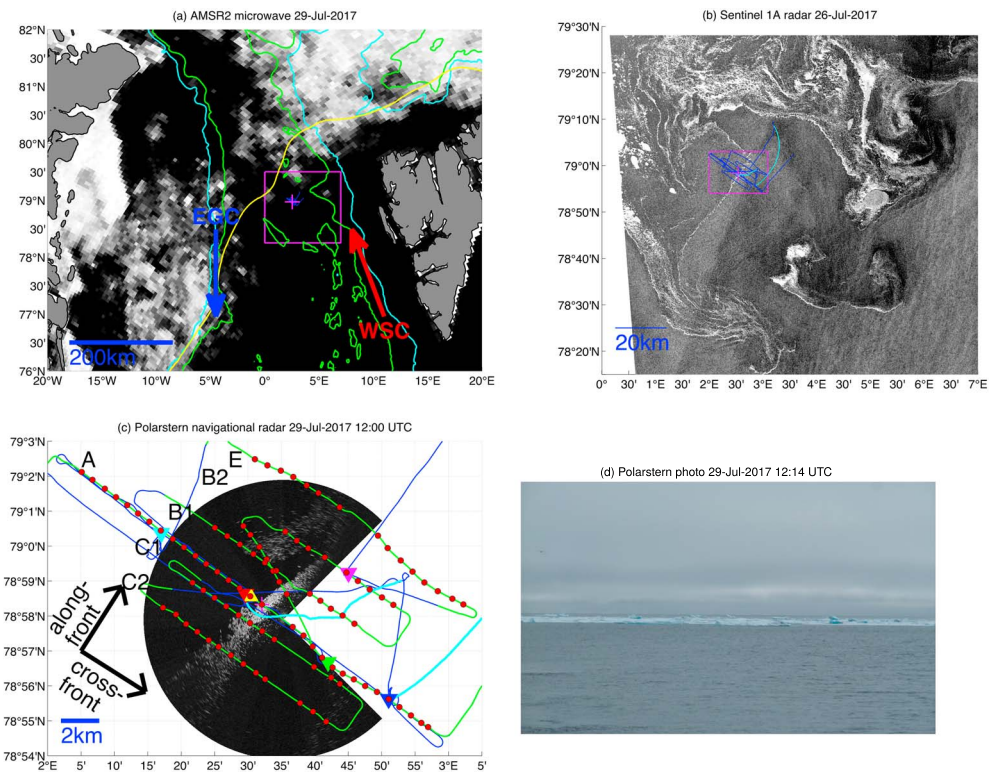 (a) AMSR2 microwave 29-Jul-2017
82°N
30'
81°N
30'
80°N
30'
79°N
30'
78°N
30'
77°N
30'
76°N
20°W 15°W 10°W 5°W 0° 5°E 10°E 15°E 20°E
EGC
WSC
200km
(b) Sentinel 1A radar 26-Jul-2017
79°30'N
79°20'N
79°10'N
79°0'N
78°50'N
78°40'N
78°30'N
78°20'N
0° 30' 1°E 30' 2°E 30' 3°E 30' 4°E 30' 5°E 30' 6°E 30' 7°E
20km
(c) Polarstern navigational radar 29-Jul-2017 12:00 UTC
79°3'N
79°2'N
79°1'N
79°0'N
78°59'N
78°58'N
78°57'N
78°56'N
78°55'N
78°54'N
2°E 5' 10' 15' 20' 25' 30' 35' 40' 45' 50' 55' 3°E 5'
A
E
B2
B1
C1
C2
along-
front
cross-
front
2km
(d) Polarstern photo 29-Jul-2017 12:14 UTC